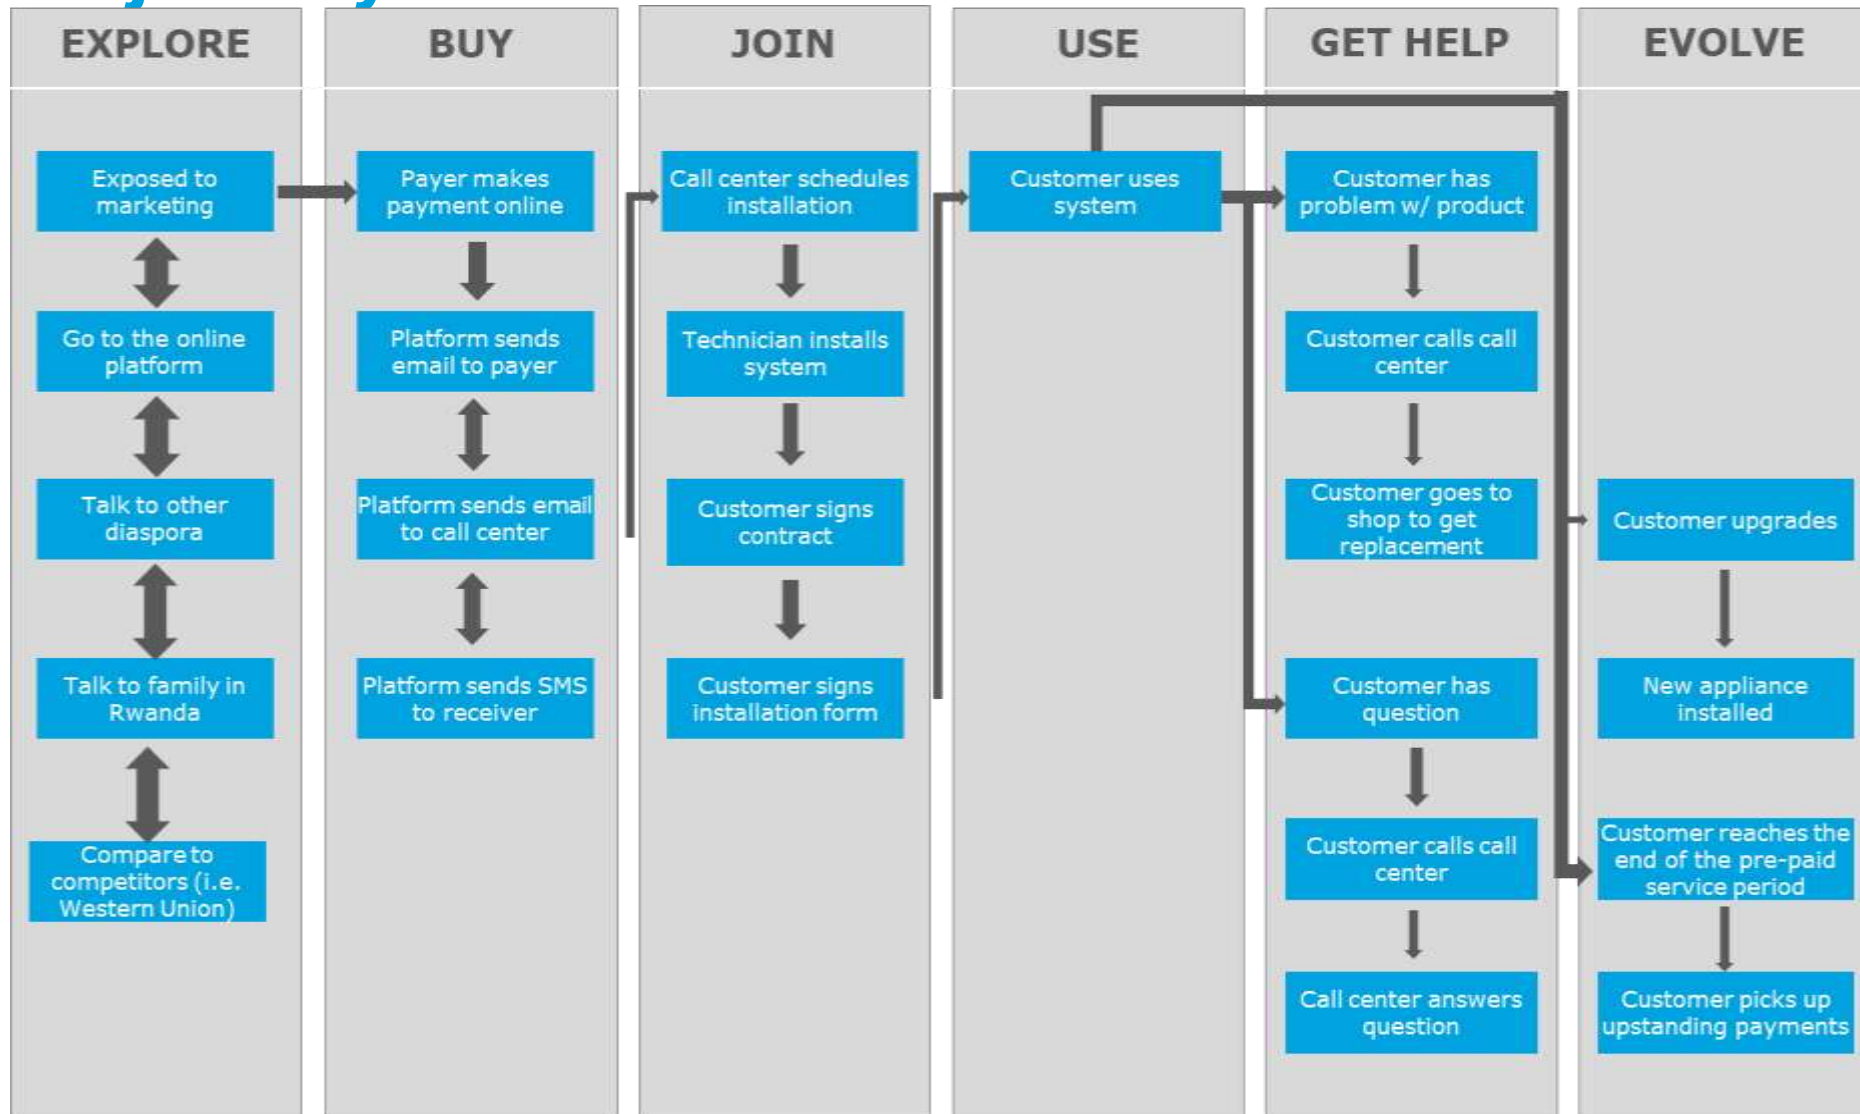 EXPLORE
BUY
JOIN
USE
GET HELP
EVOLVE
Exposed to
marketing
Go to the online
platform
Talk to other
diaspora
Talk to family in
Rwanda
Compare to
competitors (i.e.
Western Union)
Payer makes
payment online
Platform sends
email to payer
Platform sends email
to call center
Platform sends SMS
to receiver
Call center schedules
installation
Technician installs
system
Customer signs
contract
Customer signs
installation form
Customer uses
system
Customer has
problem w/ product
Customer calls call
center
Customer goes to
shop to get
replacement
Customer has
question
Customer calls call
center
Call center answers
question
Customer upgrades
New appliance
installed
Customer reaches the
end of the pre-paid
service period
Customer picks up
upstanding payments